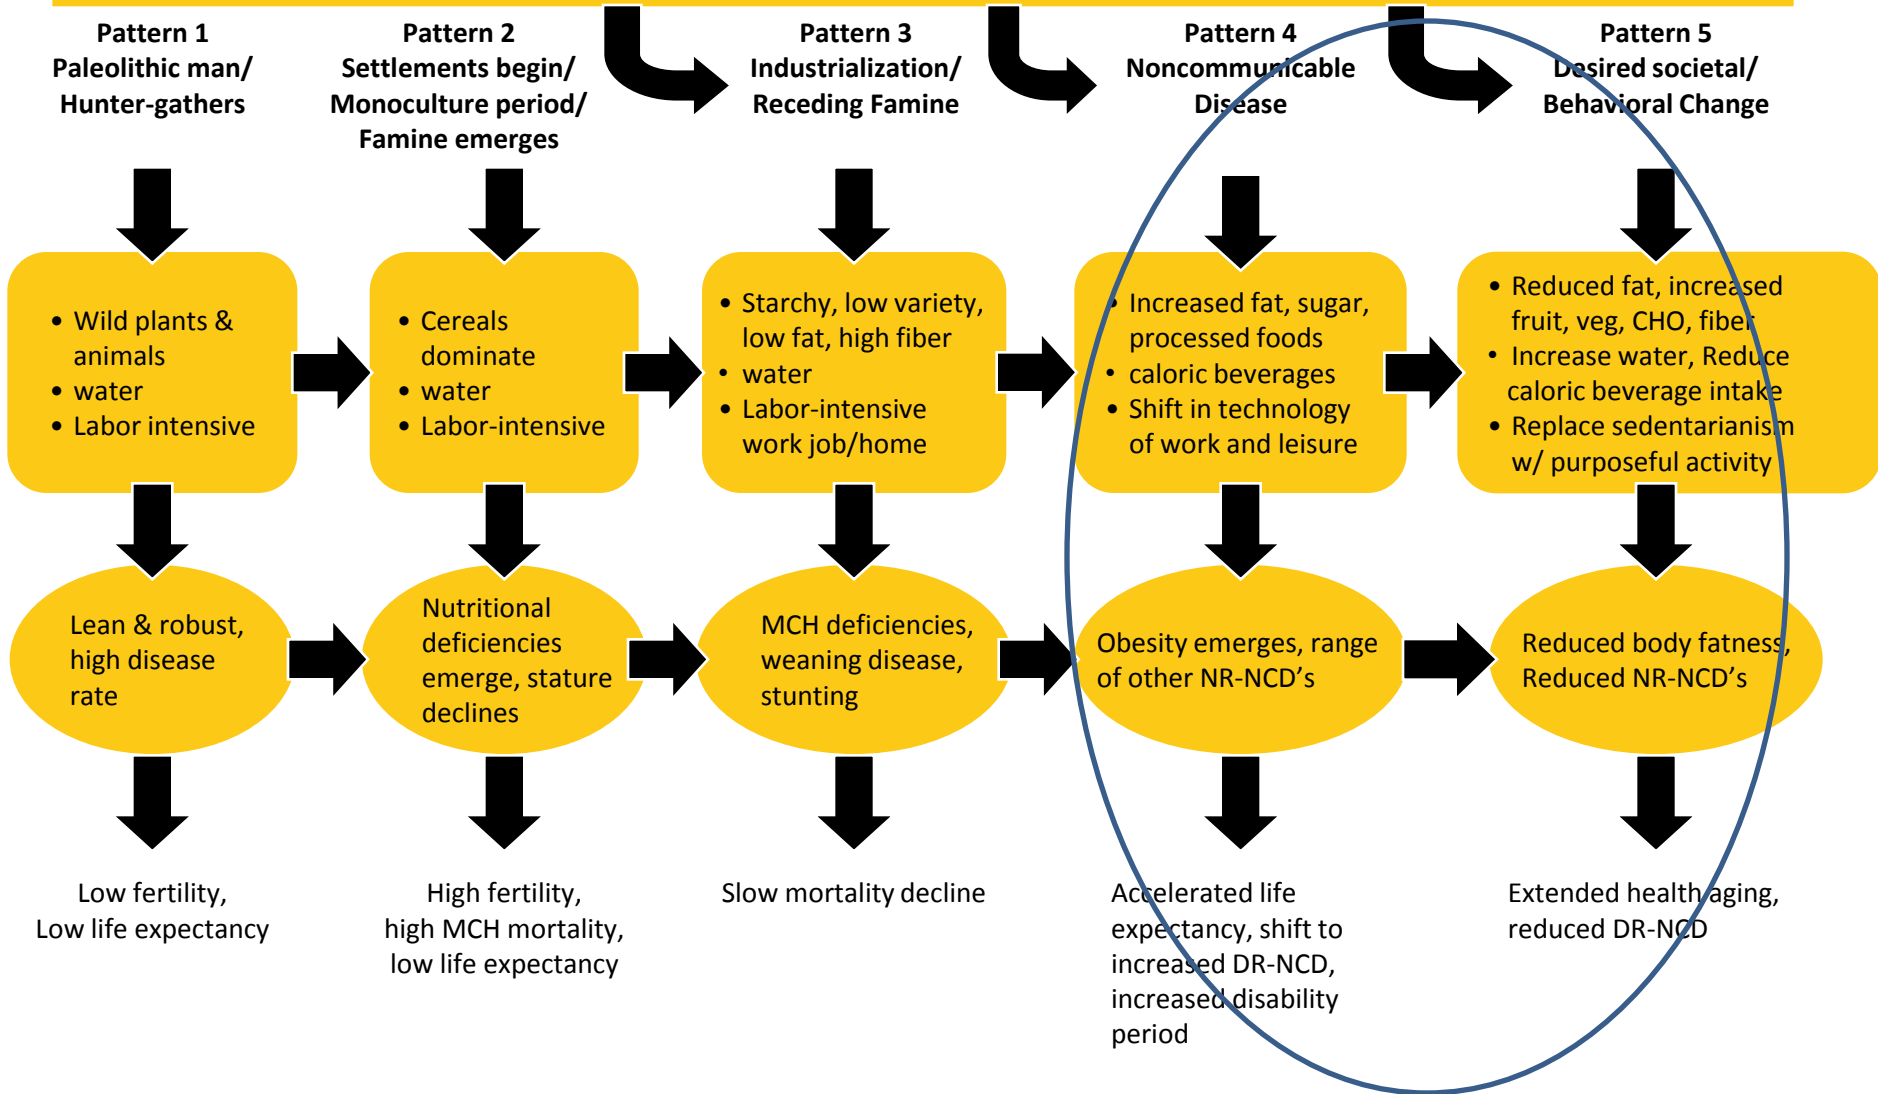 Pattern 1
Paleolithic man/
Hunter-gathers
Pattern 2
Settlements begin/
Monoculture period/
Famine emerges
Pattern 3
Industrialization/
Receding Famine
Pattern 4
Noncommunicable
Disease
Pattern 5
Desired societal/
Behavioral Change
• Wild plants &
animals
• water
• Labor intensive
• Cereals
dominate
• water
• Labor-intensive
• Starchy, low variety,
low fat, high fiber
• water
• Labor-intensive
work job/home
• Increased fat, sugar,
processed foods
• caloric beverages
• Shift in technology
of work and leisure
• Reduced fat, increased
fruit, veg, CHO, fiber
• Increase water, Reduce
caloric beverage intake
• Replace sedentarianism
w/ purposeful activity
Lean & robust,
high disease
rate
Nutritional
deficiencies
emerge, stature
declines
MCH deficiencies,
weaning disease,
stunting
Obesity emerges, range
of other NR-NCD's
Reduced body fatness,
Reduced NR-NCD's
Low fertility,
Low life expectancy
High fertility,
high MCH mortality,
low life expectancy
Slow mortality decline
Accelerated life
expectancy, shift to
increased DR-NCD,
increased disability
period
Extended health aging,
reduced DR-NCD